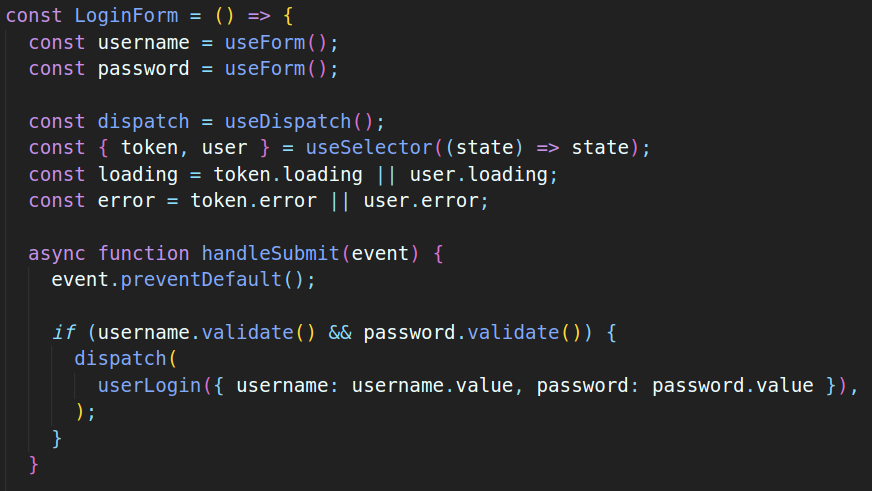 const LoginForm = () => {
  const username = useForm();
  const password = useForm();

  const dispatch = useDispatch();
  const { token, user } = useSelector((state) => state);
  const loading = token.loading || user.loading;
  const error = token.error || user.error;

  async function handleSubmit(event) {
    event.preventDefault();

    if (username.validate() && password.validate()) {
      dispatch(
        userLogin({ username: username.value, password: password.value }),
      );
    }
  }